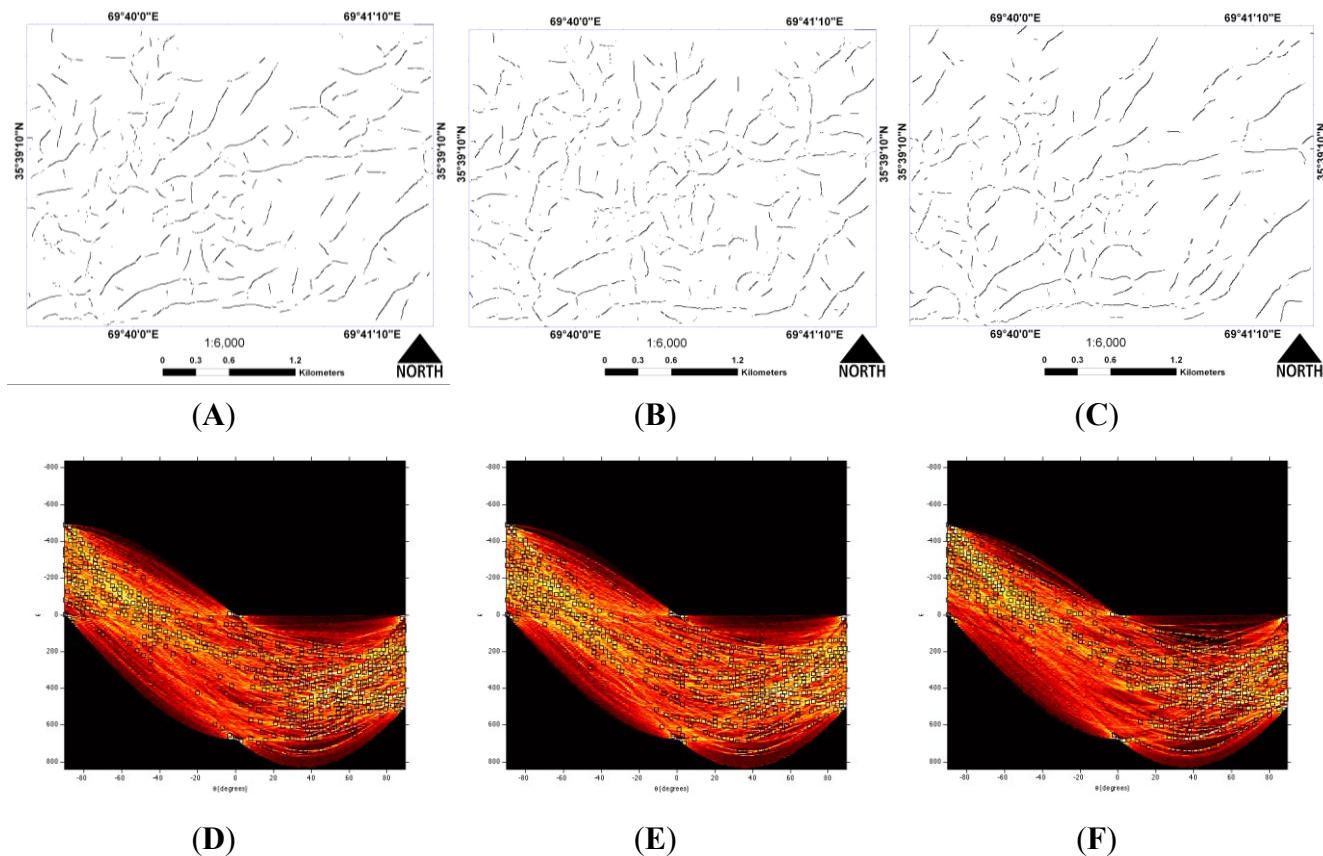 69°40'0"E 69°41'10"E 69°40'0"E 69°41'10"E 69°40'0"E 69°41'10"E
35°39'10"N 35°39'10"N 35°39'10"N 35°39'10"N
69°40'0"E 69°41'10"E 69°40'0"E 69°41'10"E 69°40'0"E 69°41'10"E
1:6,000 1:6,000 1:6,000
0 0.3 0.6 1.2 0 0.3 0.6 1.2 0 0.3 0.6 1.2
Kilometers NORTH Kilometers NORTH Kilometers NORTH
(A) (B) (C)
-800 -800 -800
-600 -600 -600
-400 -400 -400
-200 -200 -200
0 0 0
200 200 200
400 400 400
600 600 600
800 800 800
-80 -60 -40 -20 0 20 40 60 80 -80 -60 -40 -20 0 20 40 60 80 -80 -60 -40 -20 0 20 40 60 80
θ (degrees) θ (degrees) θ (degrees)
(D) (E) (F)